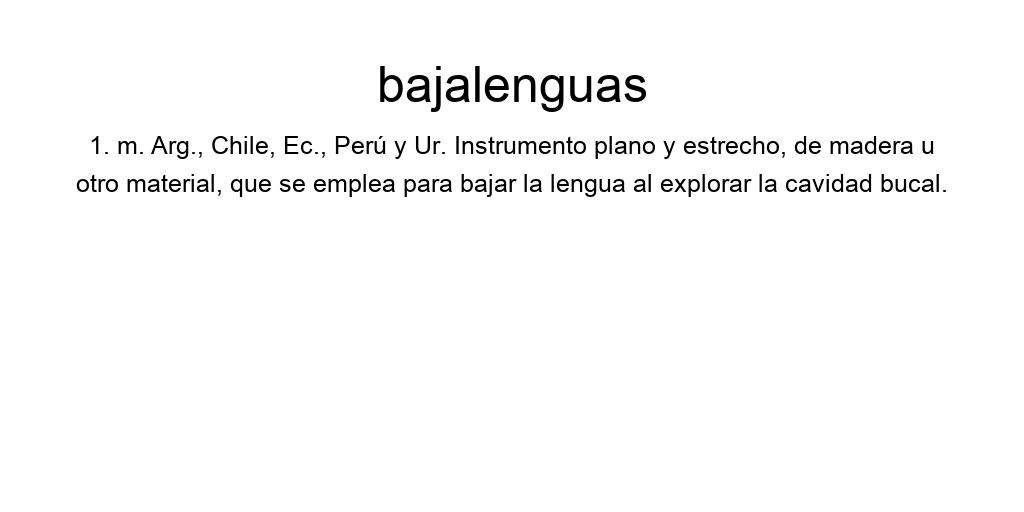 bajalenguas
1. m. Arg., Chile, Ec., Perú y Ur. Instrumento plano y estrecho, de madera u
otro material, que se emplea para bajar la lengua al explorar la cavidad bucal.